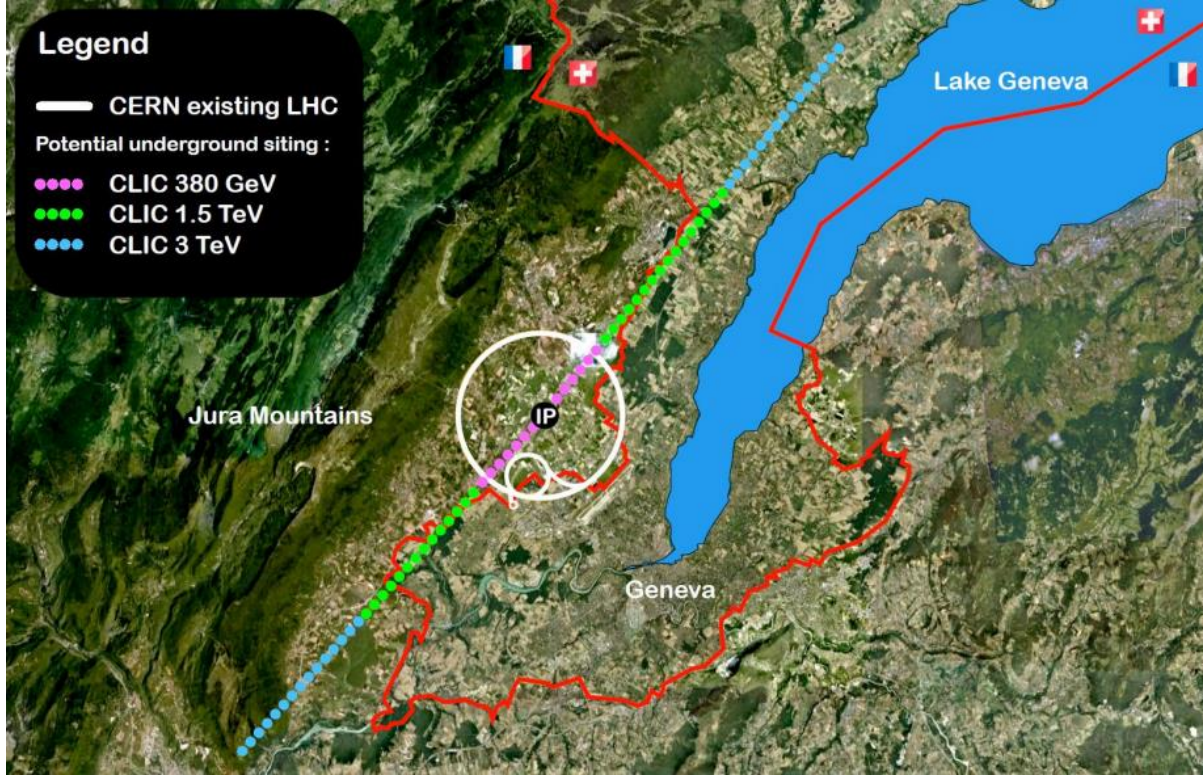 Legend
CERN existing LHC
Potential underground siting :
CLIC 380 GeV
CLIC 1.5 TeV
CLIC 3 TeV
Lake Geneva
Jura Mountains
IP
Geneva